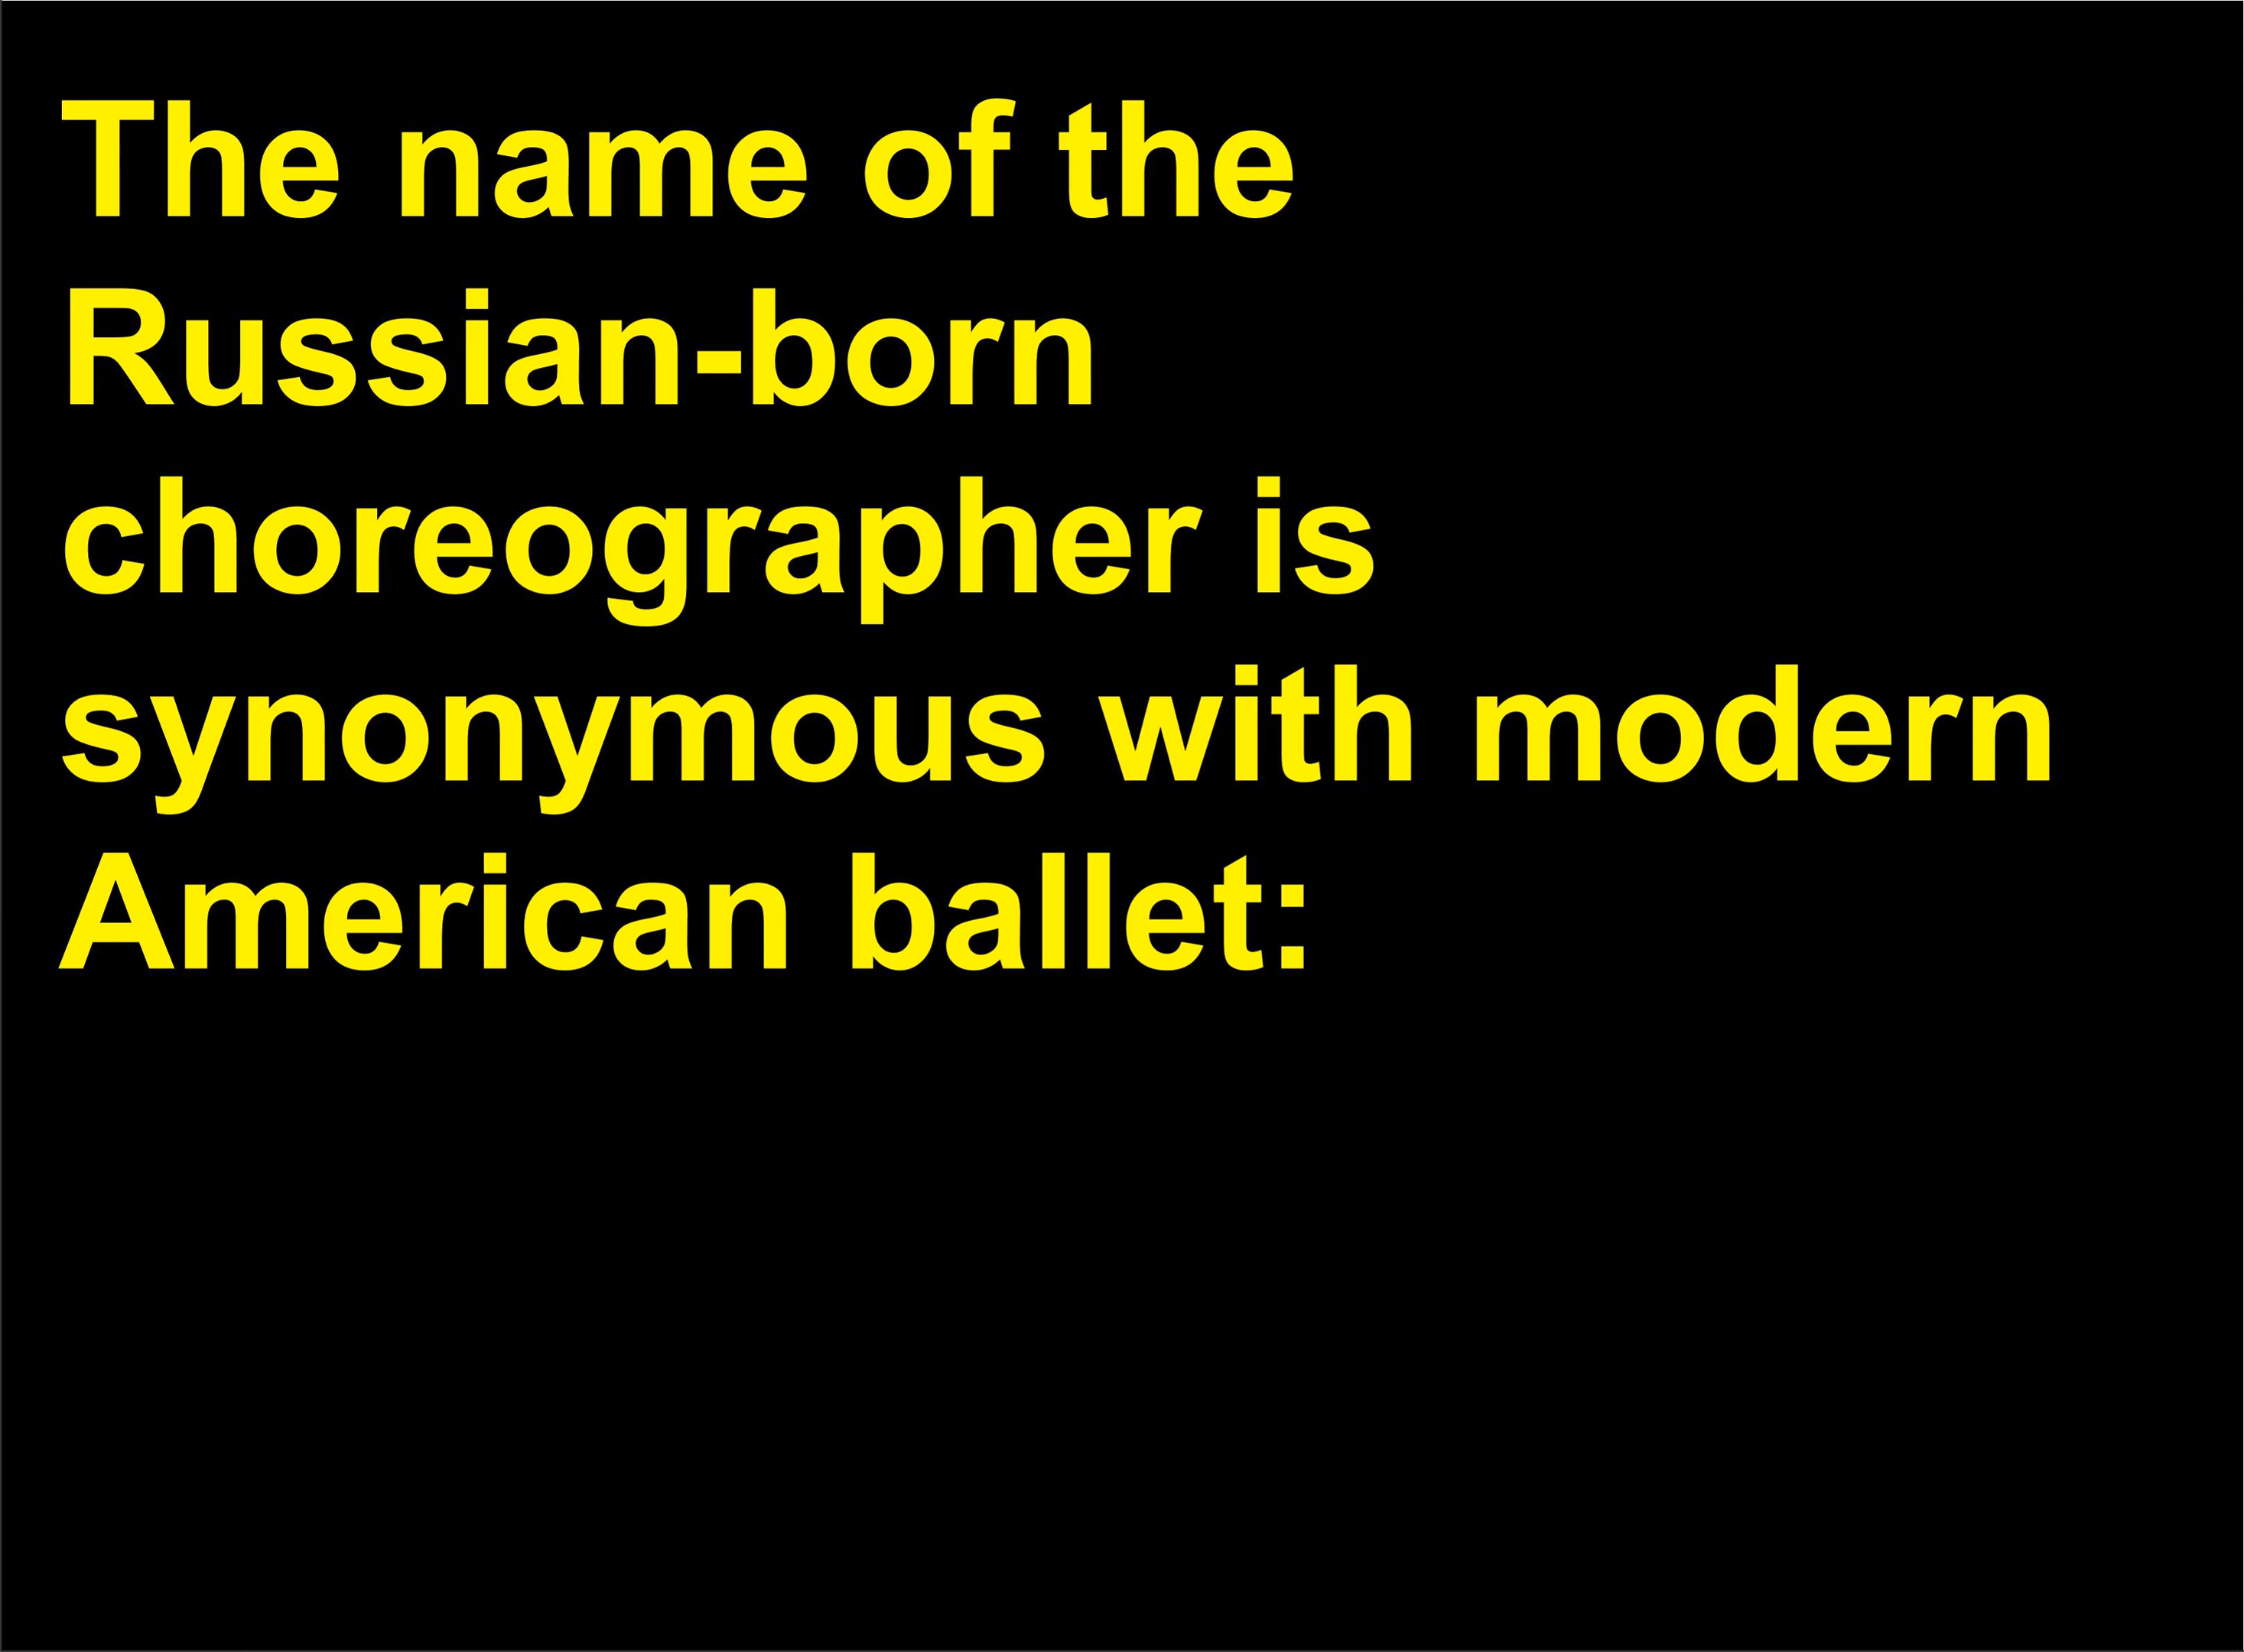 The name of the
Russian-born
choreographer is
synonymous with modern
American ballet: